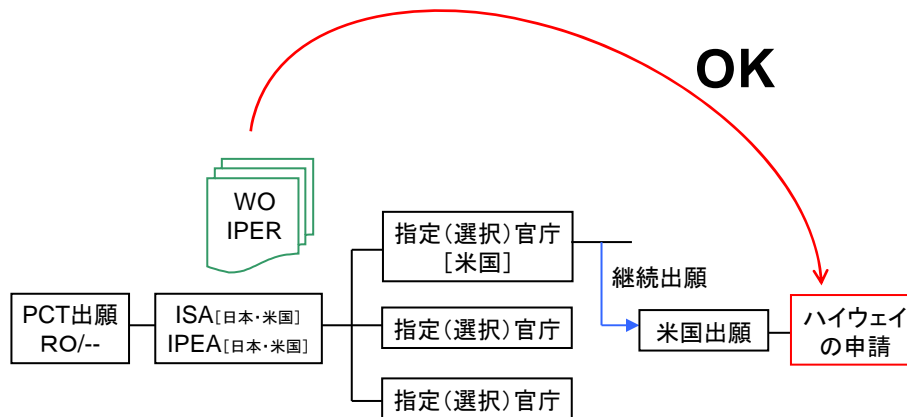 OK
WO
IPER
指定(選択)官庁
[米国]
継続出願
PCT出願
RO/--
ISA[日本・米国]
IPEA[日本・米国]
指定(選択)官庁
米国出願
ハイウェイ
の申請
指定(選択)官庁